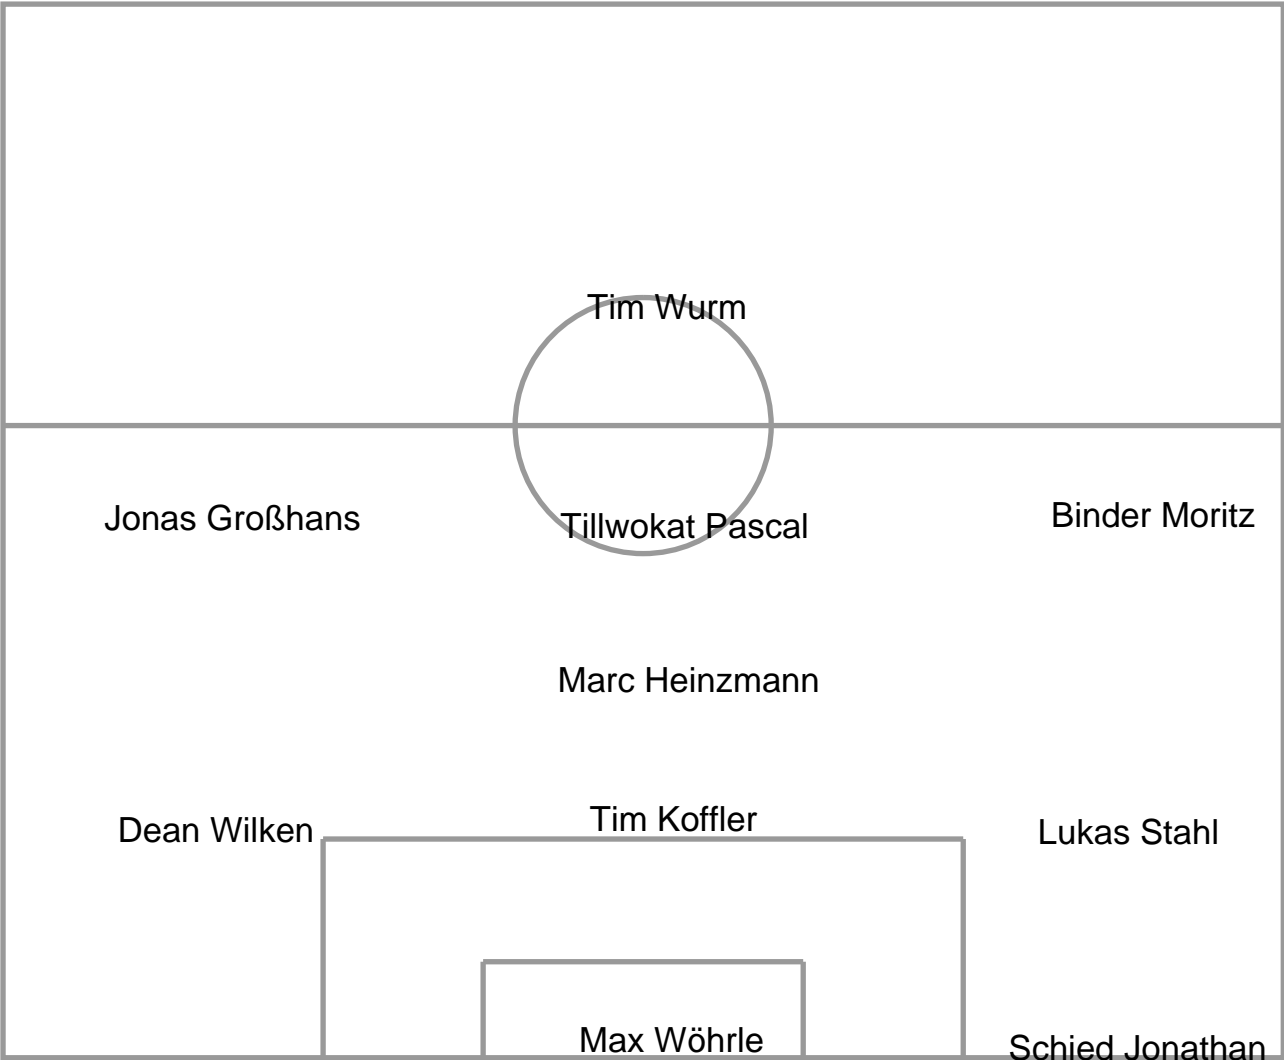 Tim Wurm
Jonas Großhans
Tillwokat Pascal
Binder Moritz
Marc Heinzmann
Dean Wilken
Tim Koffler
Lukas Stahl
Max Wöhrle
Schied Jonathan